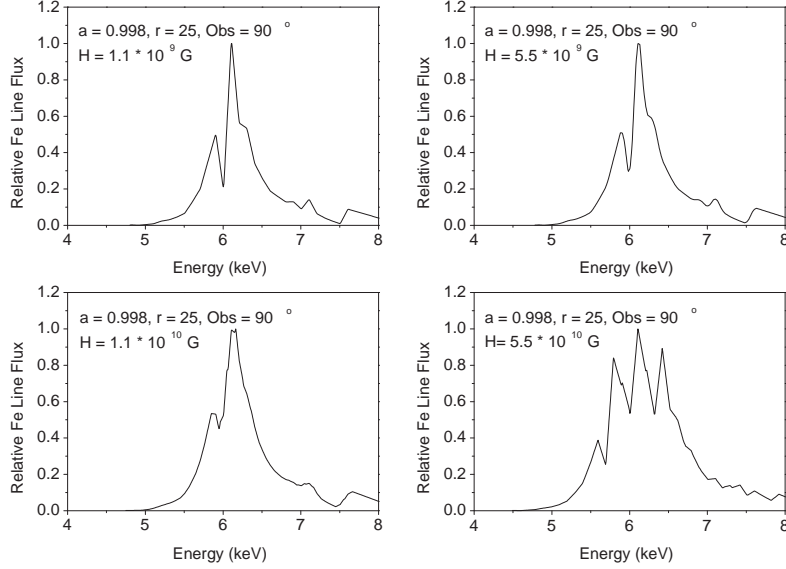 a = 0.998, r = 25, Obs = 90 o
H = 1.1 * 10 9 G
Relative Fe Line Flux
1.2
1.0
0.8
0.6
0.4
0.2
0.0
4 5 6 7 8
Energy (keV)
a = 0.998, r = 25, Obs = 90 o
H = 5.5 * 10 9 G
Relative Fe Line Flux
1.2
1.0
0.8
0.6
0.4
0.2
0.0
4 5 6 7 8
Energy (keV)
a = 0.998, r = 25, Obs = 90 o
H = 1.1 * 10 10 G
Relative Fe Line Flux
1.2
1.0
0.8
0.6
0.4
0.2
0.0
4 5 6 7 8
Energy (keV)
a = 0.998, r = 25, Obs = 90 o
H= 5.5 * 10 10 G
Relative Fe Line Flux
1.2
1.0
0.8
0.6
0.4
0.2
0.0
4 5 6 7 8
Energy (keV)